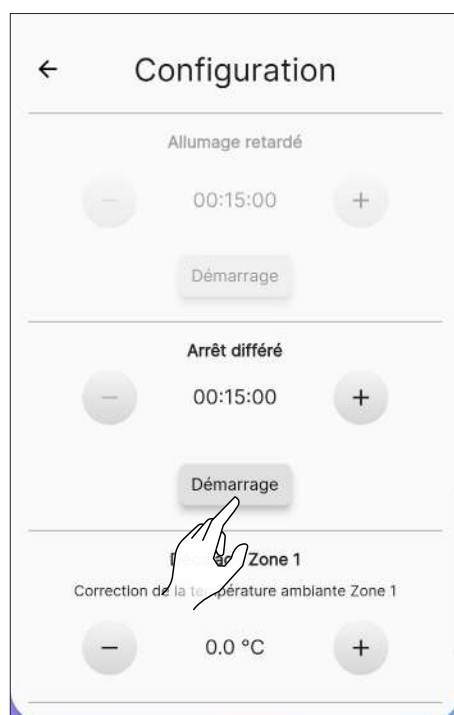 ← Configuration
Allumage retardé
− 00:15:00 +
Démarrage
Arrêt différé
− 00:15:00 +
Démarrage
Zone 1
Correction de la température ambiante Zone 1
− 0.0 °C +